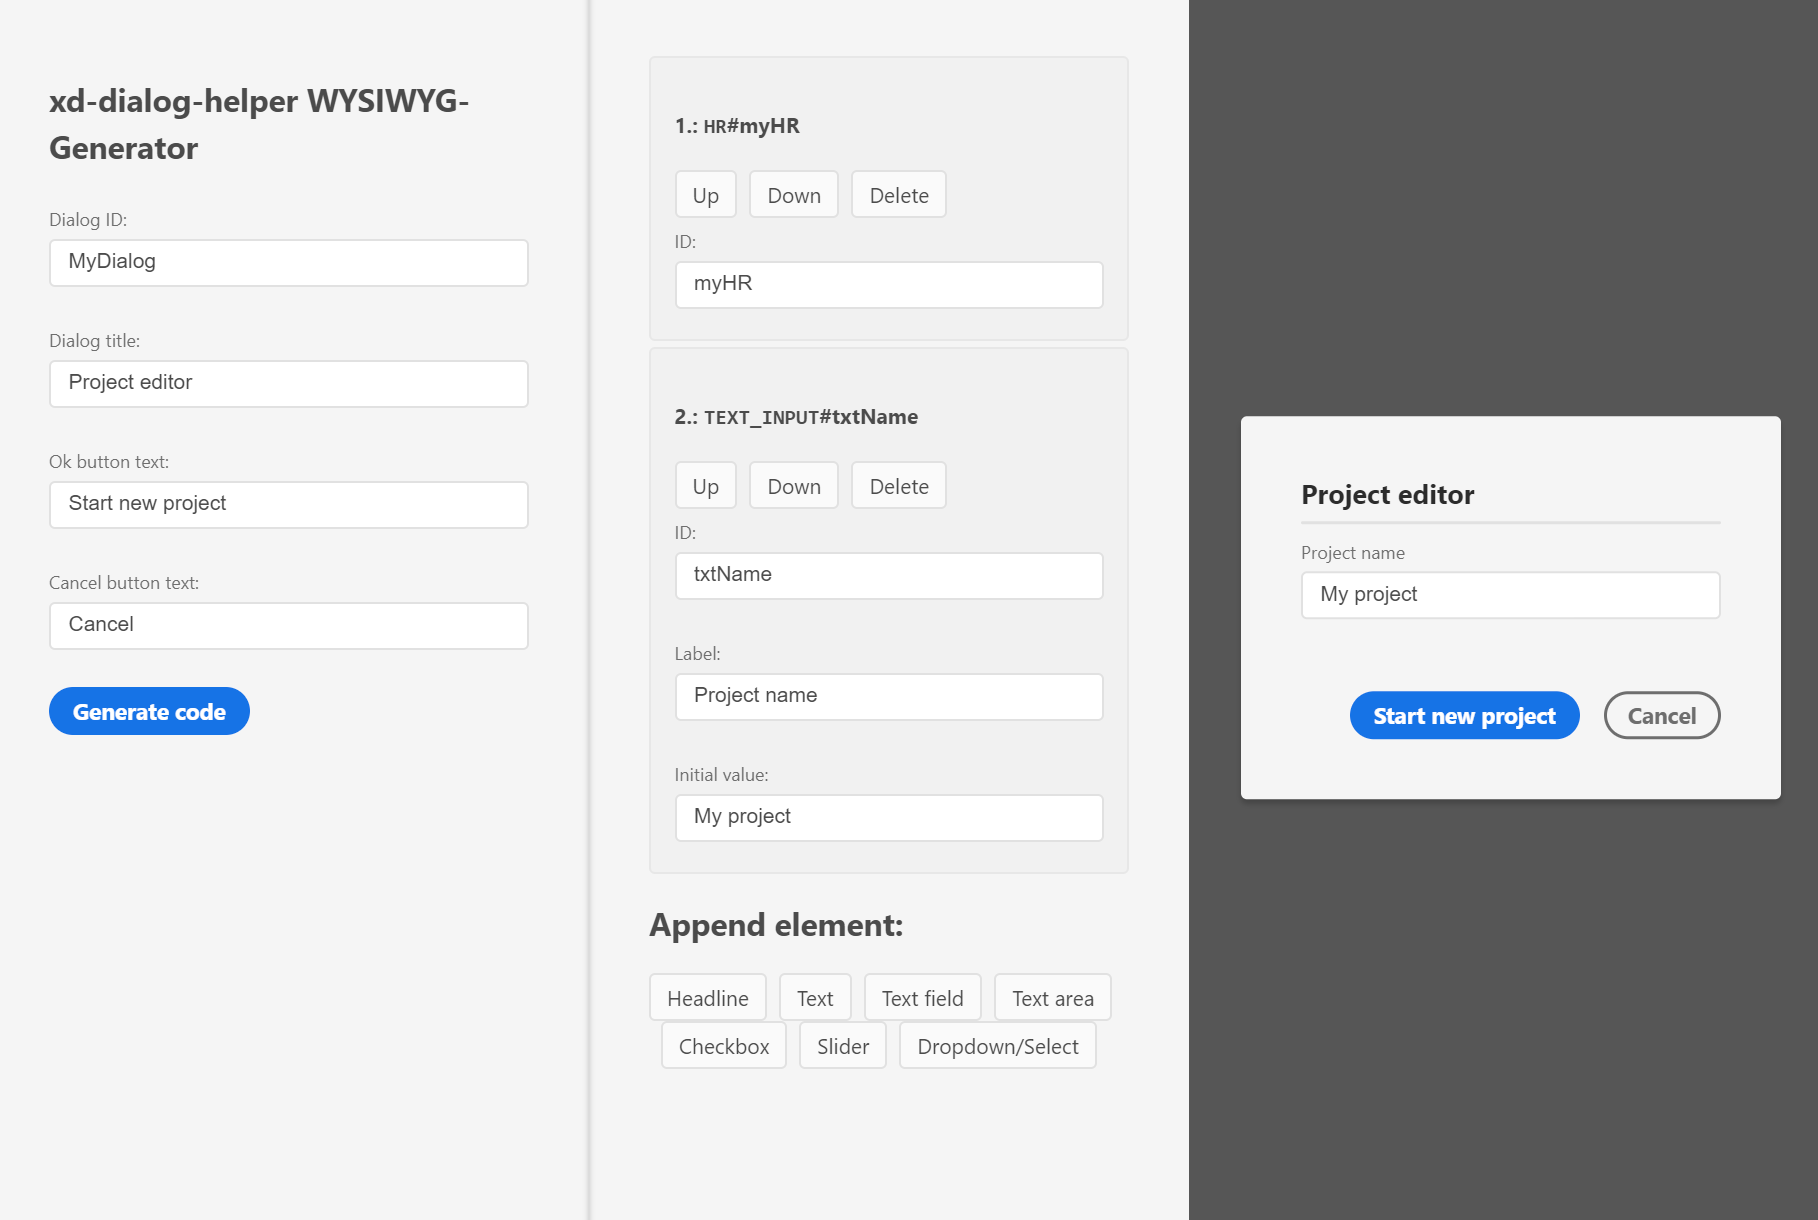 xd-dialog-helper WYSIWYG-
Generator
Dialog ID:
MyDialog
Dialog title:
Project editor
Ok button text:
Start new project
Cancel button text:
Cancel
Generate code
1.: HR#myHR
Up Down Delete
ID:
myHR
2.: TEXT_INPUT#txtName
Up Down Delete
ID:
txtName
Label:
Project name
Initial value:
My project
Append element:
Headline Text Text field Text area
Checkbox Slider Dropdown/Select
Project editor
Project name
My project
Start new project Cancel